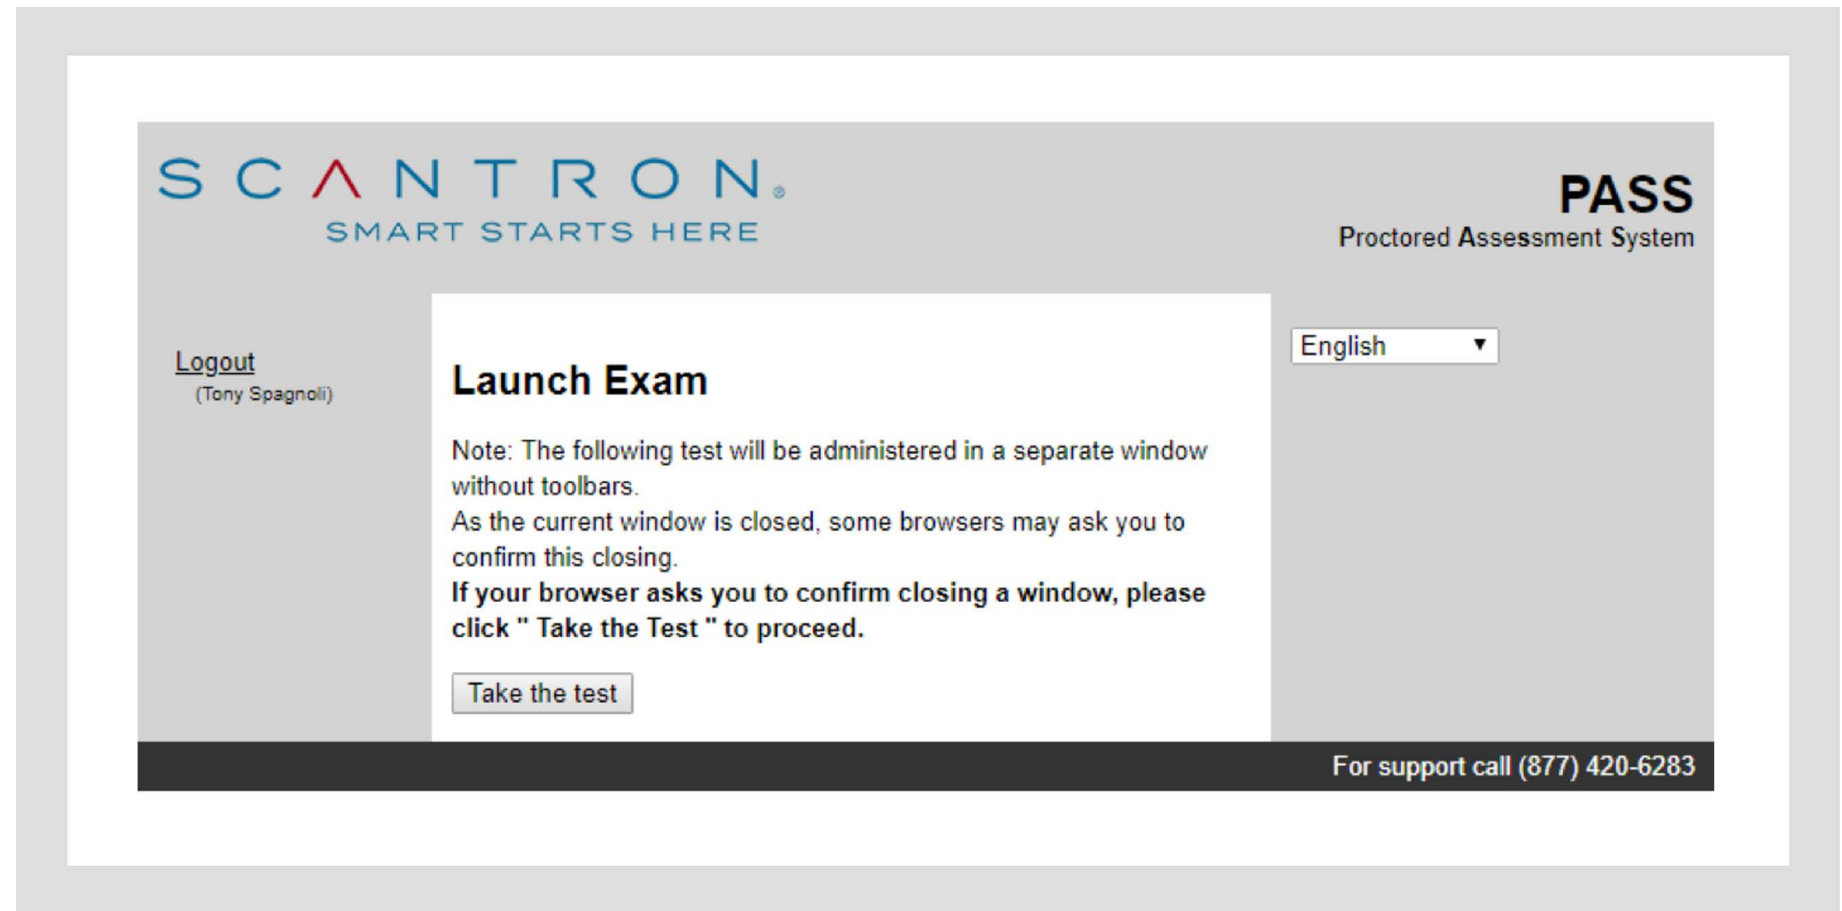 SCANTRON®
SMART STARTS HERE
PASS
Proctored Assessment System
Logout
(Tony Spagnoli)
English
Launch Exam
Note: The following test will be administered in a separate window
without toolbars.
As the current window is closed, some browsers may ask you to
confirm this closing.
If your browser asks you to confirm closing a window, please
click " Take the Test " to proceed.
Take the test
For support call (877) 420-6283